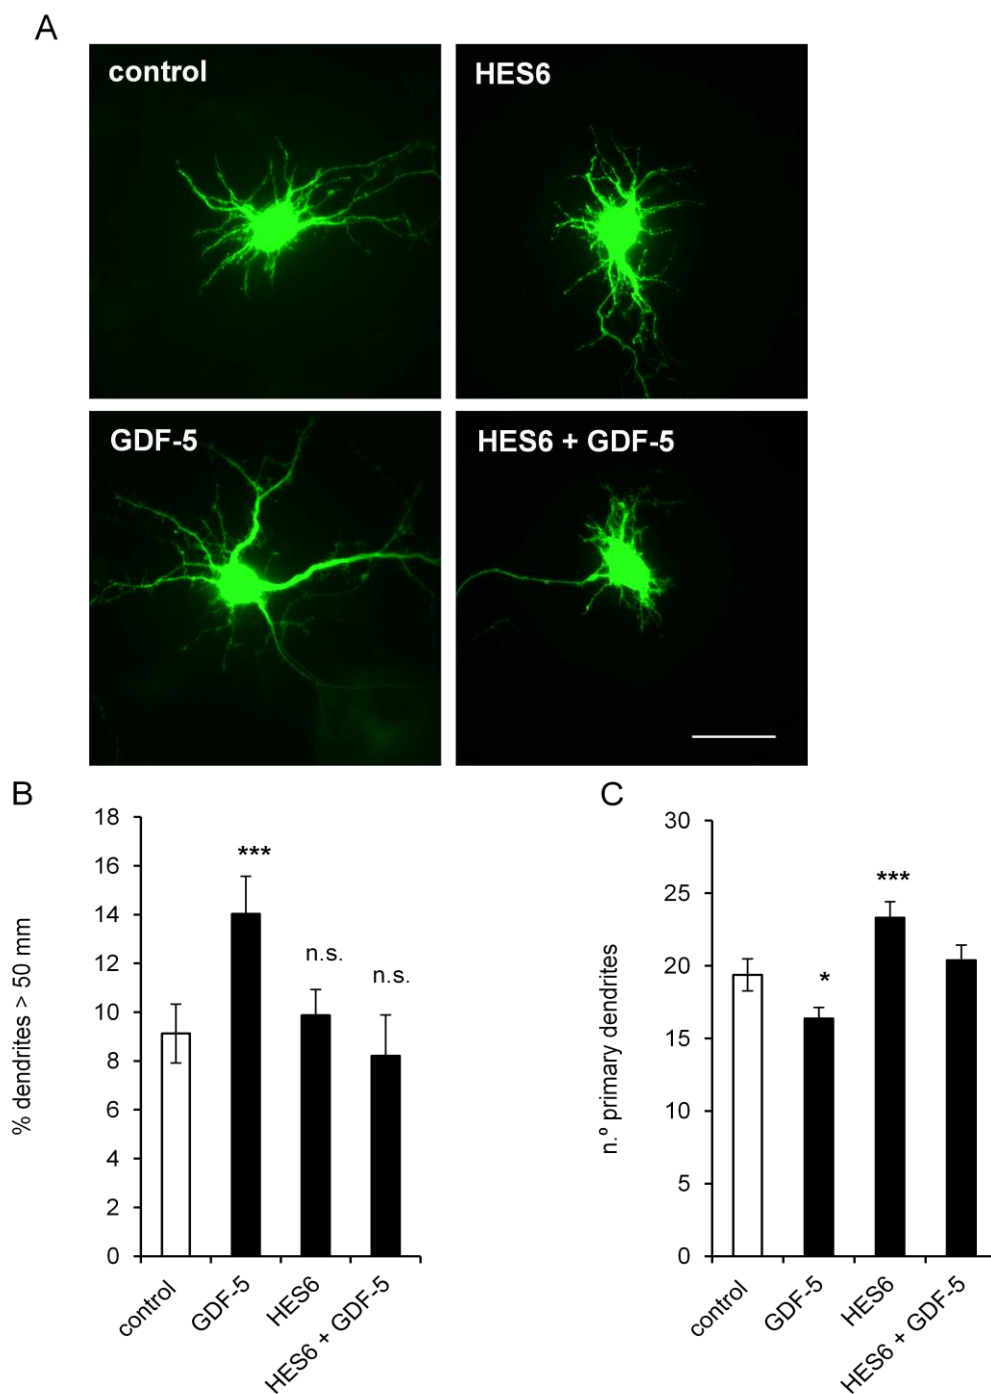 A
control
HES6
GDF-5
HES6 + GDF-5
B
% dendrites > 50 mm
18
16
14
12
10
8
6
4
2
0
***
n.s.
n.s.
control
GDF-5
HES6
HES6 + GDF-5
C
n.º primary dendrites
30
25
20
15
10
5
0
*
***
control
GDF-5
HES6
HES6 + GDF-5